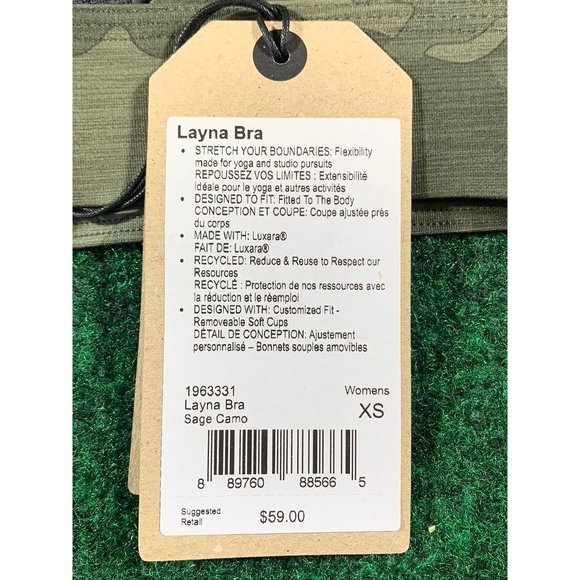 Layna Bra
• STRETCH YOUR BOUNDARIES: Flexibility
made for yoga and studio pursuits
REPOUSSEZ VOS LIMITES : Extensibilité
idéale pour le yoga et autres activités
• DESIGNED TO FIT: Fitted To The Body
CONCEPTION ET COUPE: Coupe ajustée près
du corps
• MADE WITH: Luxara®
FAIT DE: Luxara®
• RECYCLED: Reduce & Reuse to Respect our
Resources
RECYCLÉ : Protection de nos ressources avec
la réduction et le réemploi
• DESIGNED WITH: Customized Fit -
Removeable Soft Cups
DÉTAIL DE CONCEPTION: Ajustement
personnalisé – Bonnets souples amovibles
1963331
Layna Bra
Sage Camo
Womens
XS
8 89760 88566 5
Suggested
Retail
$59.00